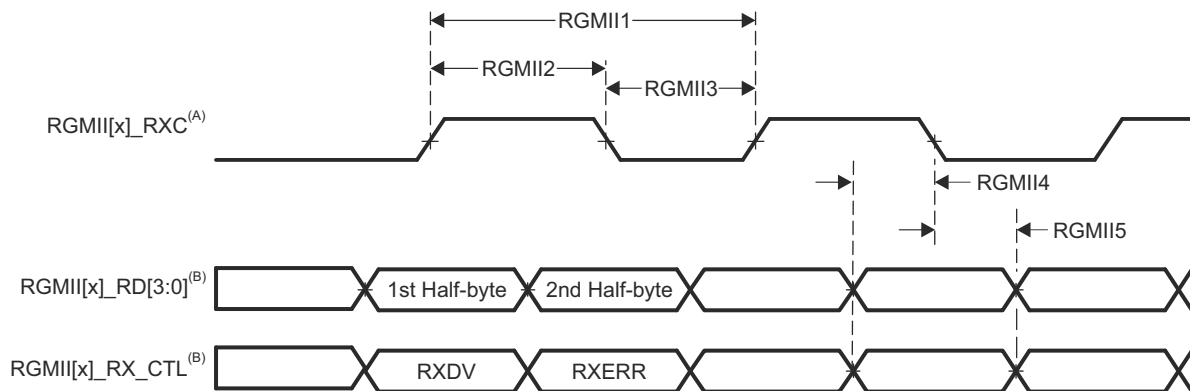 RGMII1
RGMII2
RGMII3
RGMII[x]_RXC(A)
RGMII4
RGMII5
RGMII[x]_RD[3:0](B)
1st Half-byte
2nd Half-byte
RGMII[x]_RX_CTL(B)
RXDV
RXERR